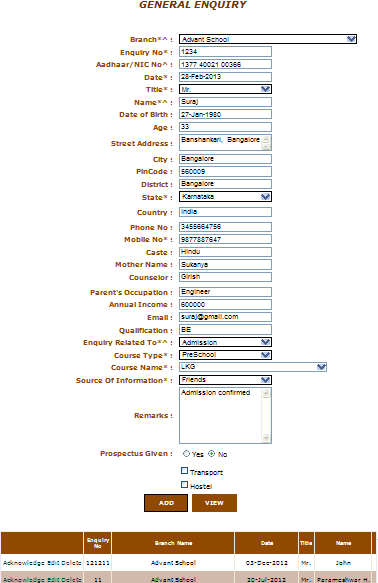 GENERAL ENQUIRY
Branch*^ : Advant School
Enquiry No* : 1234
Aadhaar/NIC No^ : 1377 40021 00366
Date* : 28-Feb-2013
Title* : Mr.
Name*^ : Suraj
Date of Birth : 27-Jan-1980
Age : 33
Street Address : Banshankari, Bangalore
City : Bangalore
PinCode : 560009
District : Bangalore
State* : Karnataka
Country : India
Phone No : 3455664756
Mobile No* : 9877887647
Caste : Hindu
Mother Name : Sukanya
Counselor : Girish
Parent's Occupation : Engineer
Annual Income : 600000
Email : suraj@gmail.com
Qualification : BE
Enquiry Related To*^ : Admission
Course Type* : PreSchool
Course Name* : LKG
Source Of Information* : Friends
Remarks : Admission confirmed
Prospectus Given : Yes No
Transport
Hostel
ADD VIEW
Enquiry No Branch Name Date Title Name
Acknowledge Edit Delete 121211 Advant School 03-Dec-2012 Mr. John
Acknowledge Edit Delete 11 Advant School 20-Jul-2012 Mr. Parameshwar H.